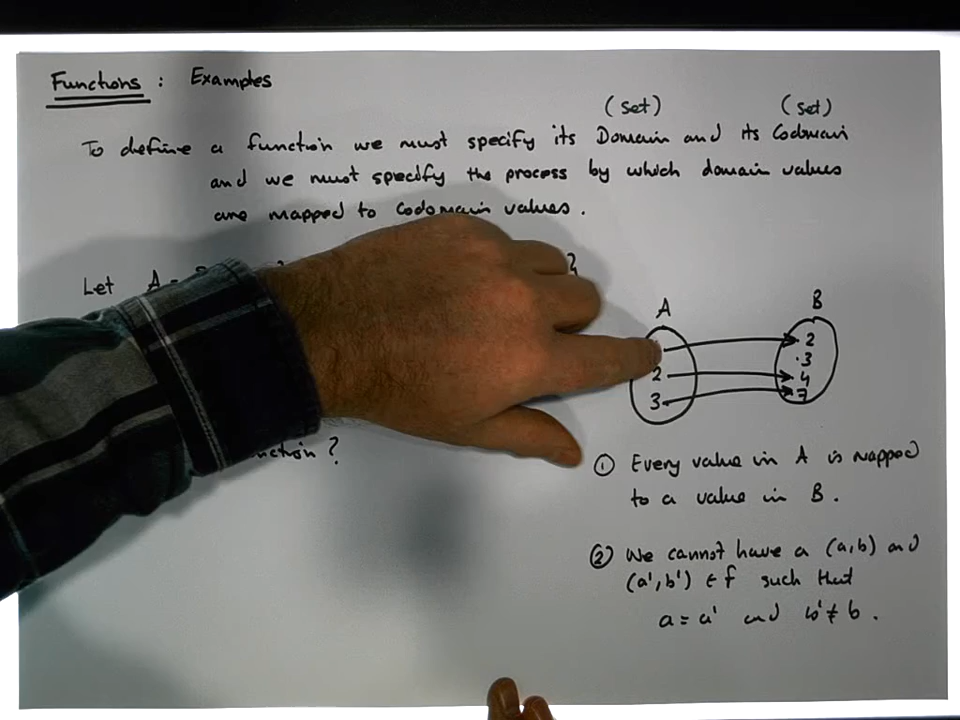 Functions : Examples
(set) (set)
To define a function we must specify its Domain and its Codomain
and we must specify the process by which domain values
are mapped to Codomain values.
Let A =
}
A B
2
2 .3
3 4
7
?
① Every value in A is mapped
to a value in B.
② We cannot have a (a,b) and
(a',b') ∈ f such that
a = a' and b' ≠ b.